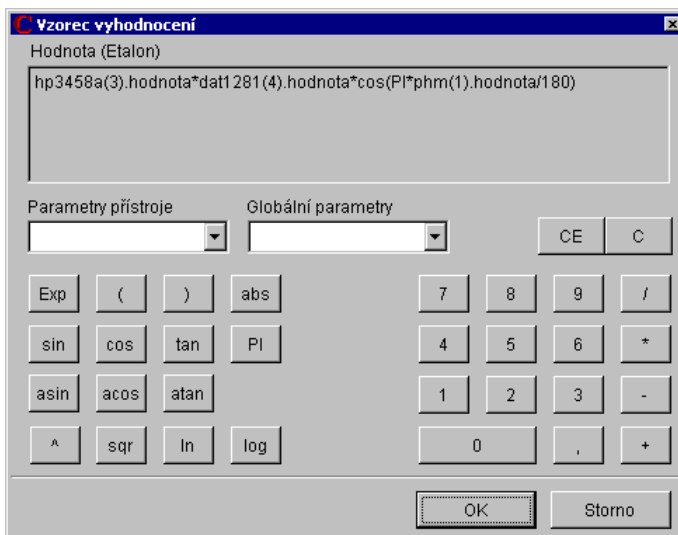 Vzorec vyhodnocení
Hodnota (Etalon)
hp3458a(3).hodnota*dat1281(4).hodnota*cos(PI*phm(1).hodnota/180)
Parametry přístroje Globální parametry
CE C
Exp ( ) abs 7 8 9 /
sin cos tan PI 4 5 6 *
asin acos atan 1 2 3 -
^ sqr ln log 0 , +
OK Storno